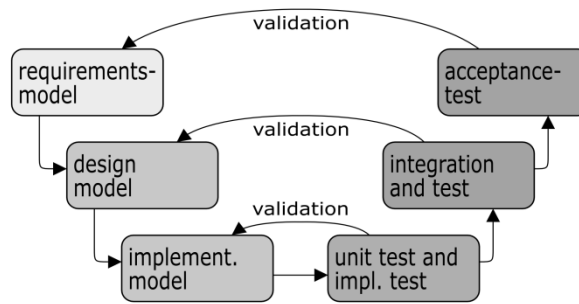 validation
requirements-
model
acceptance-
test
validation
design
model
integration
and test
validation
implement.
model
unit test and
impl. test